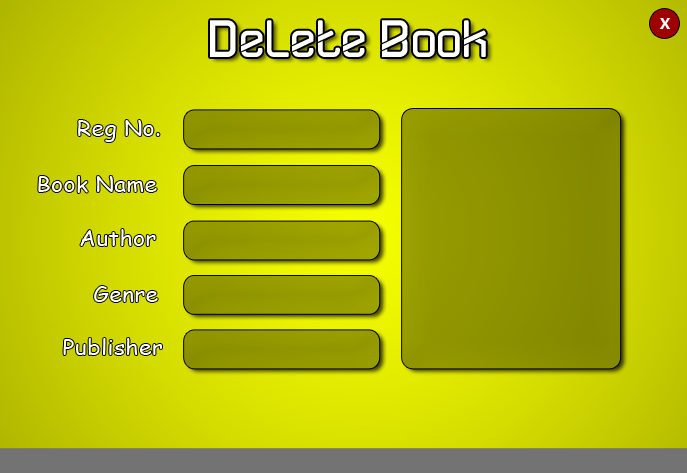 DeLete Book
X
Reg No.
Book Name
Author
Genre
Publisher